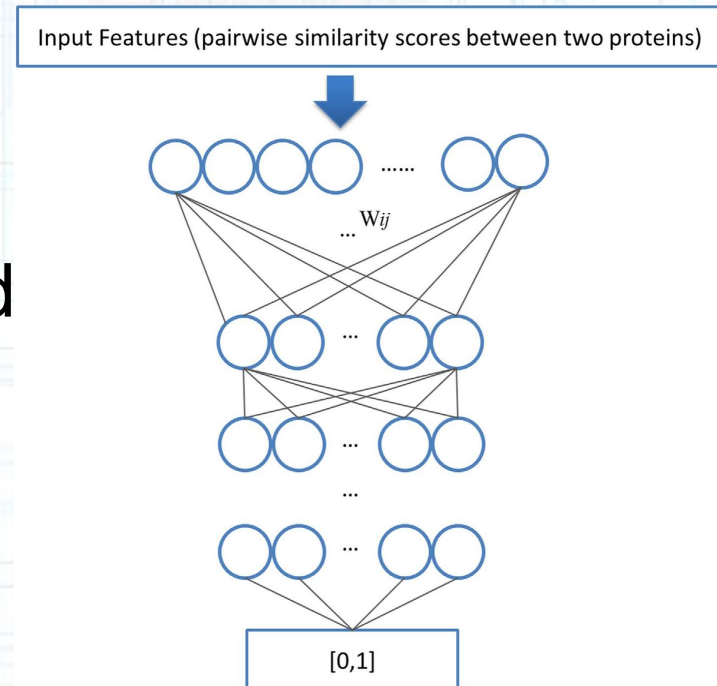 Input Features (pairwise similarity scores between two proteins)
......
... Wij
d
...
...
...
...
[0,1]